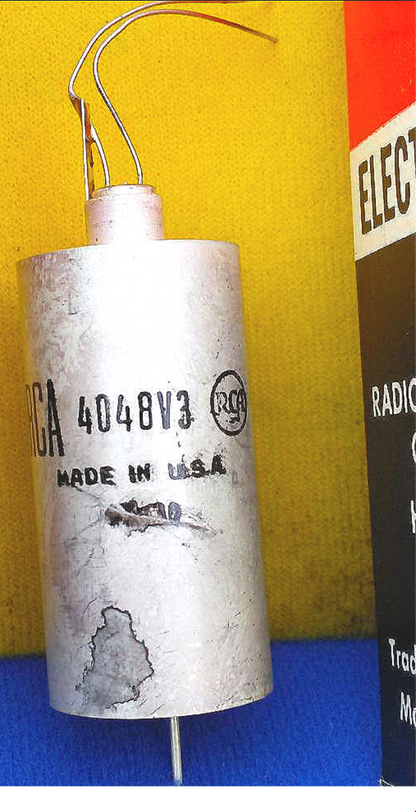 RCA 4048V3 RCA
MADE IN U.S.A
ELECT
RADIO
Trad